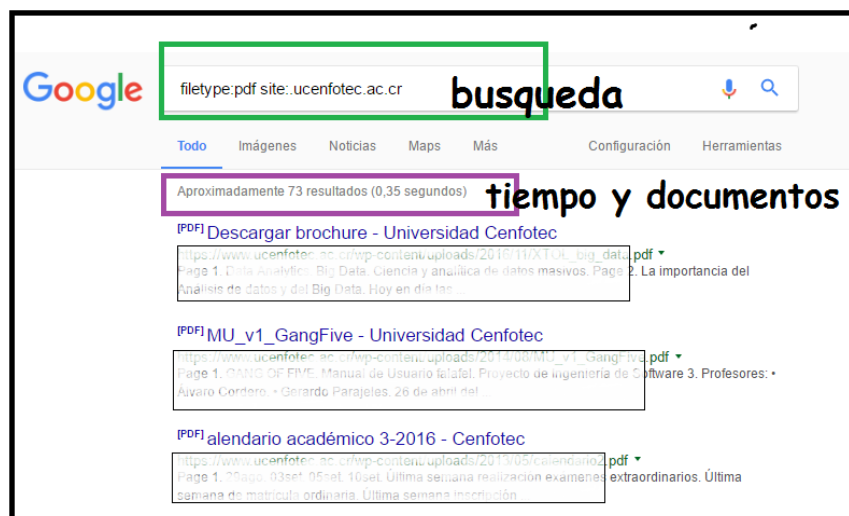 Google
filetype:pdf site:.ucenfotec.ac.cr busqueda
Todo Imágenes Noticias Maps Más Configuración Herramientas
Aproximadamente 73 resultados (0,35 segundos) tiempo y documentos
[PDF] Descargar brochure - Universidad Cenfotec
https://www.ucenfotec.ac.cr/wp-content/uploads/2016/11/XTOL_big_data.pdf
Page 1. Data Analytics. Big Data. Ciencia y analítica de datos masivos. Page 2. La importancia del
Análisis de datos y del Big Data. Hoy en día las ...
[PDF] MU_v1_GangFive - Universidad Cenfotec
https://www.ucenfotec.ac.cr/wp-content/uploads/2014/08/MU_v1_GangFive.pdf
Page 1. GANG OF FIVE. Manual de Usuario falafel. Proyecto de Ingeniería de Software 3. Profesores: •
Álvaro Cordero. • Gerardo Parajeles. 26 de abril del ...
[PDF] alendario académico 3-2016 - Cenfotec
https://www.ucenfotec.ac.cr/wp-content/uploads/2013/05/calendario2.pdf
Page 1. 29ago. 03set. 05set. 10set. Última semana realización exámenes extraordinarios. Última
semana de matrícula ordinaria. Última semana inscripción ...